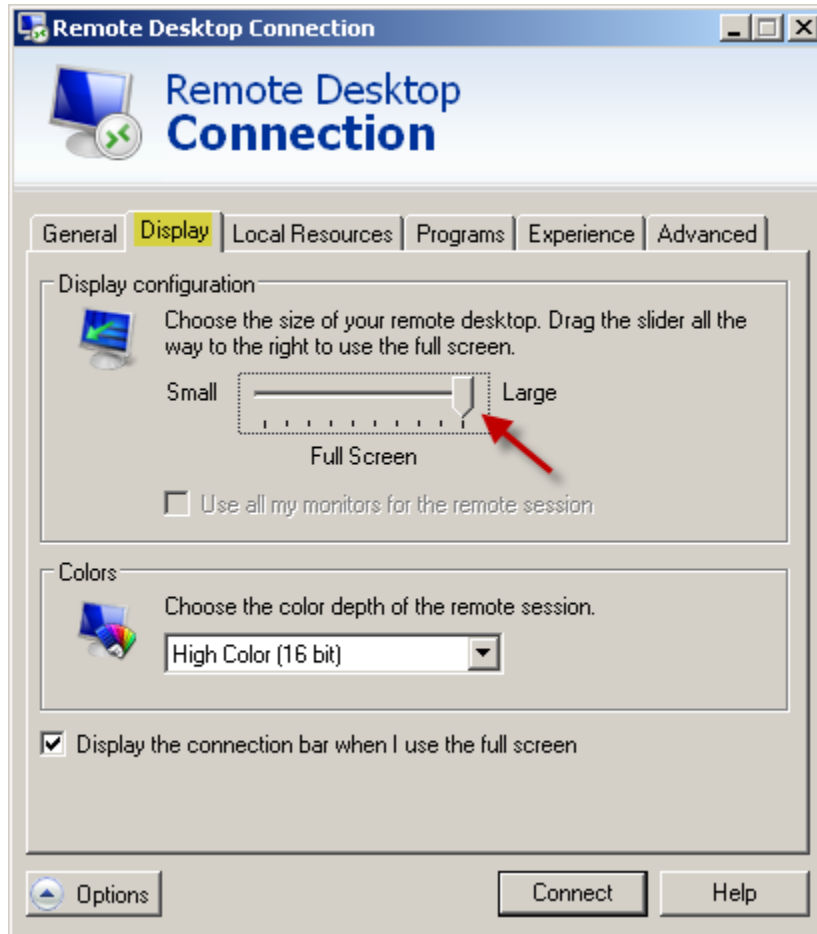 Remote Desktop Connection
Remote Desktop
Connection
General Display Local Resources Programs Experience Advanced
Display configuration
Choose the size of your remote desktop. Drag the slider all the
way to the right to use the full screen.
Small Large
Full Screen
Use all my monitors for the remote session
Colors
Choose the color depth of the remote session.
High Color (16 bit)
Display the connection bar when I use the full screen
Options Connect Help